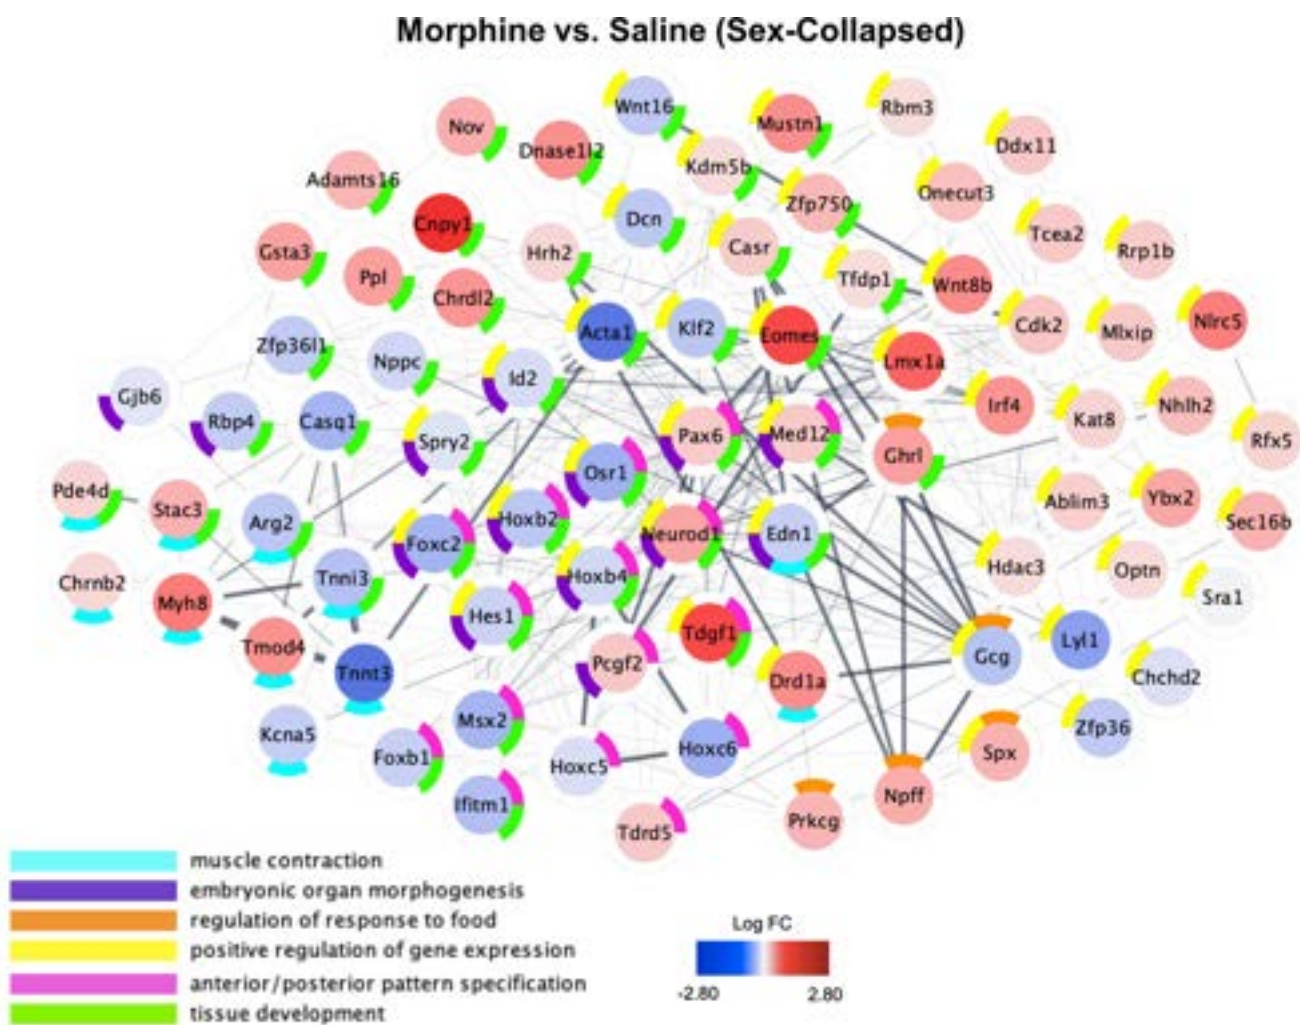 Morphine vs. Saline (Sex-Collapsed)
Wnt16
Rbm3
Nov
Mustn1
Dnase1l2
Ddx11
Kdm5b
Adamts16
Onecut3
Zfp750
Cnpy1
Dcn
Tcea2
Gsta3
Hrh2
Casr
Rrp1b
Ppl
Tfdp1
Wnt8b
Chrdl2
Acta1
Klf2
Eomes
Cdk2
Mlxip
Nlrc5
Zfp36l1
Nppc
Id2
Lmx1a
Gjb6
Rbp4
Casq1
Spry2
Pax6
Med12
Irf4
Kat8
Nhlh2
Ghrl
Rfx5
Osr1
Pde4d
Stac3
Arg2
Hoxb2
Neurod1
Edn1
Ablim3
Ybx2
Sec16b
Foxc2
Chrnb2
Tnni3
Hoxb4
Hdac3
Optn
Sra1
Myh8
Hes1
Tmod4
Tdgf1
Gcg
Lyl1
Tnnt3
Pcgf2
Drd1a
Chchd2
Kcna5
Msx2
Zfp36
Foxb1
Hoxc5
Hoxc6
Spx
Ifitm1
Npff
Tdrd5
Prkcg
muscle contraction
embryonic organ morphogenesis
regulation of response to food
positive regulation of gene expression
anterior/posterior pattern specification
tissue development
Log FC
-2.80
2.80